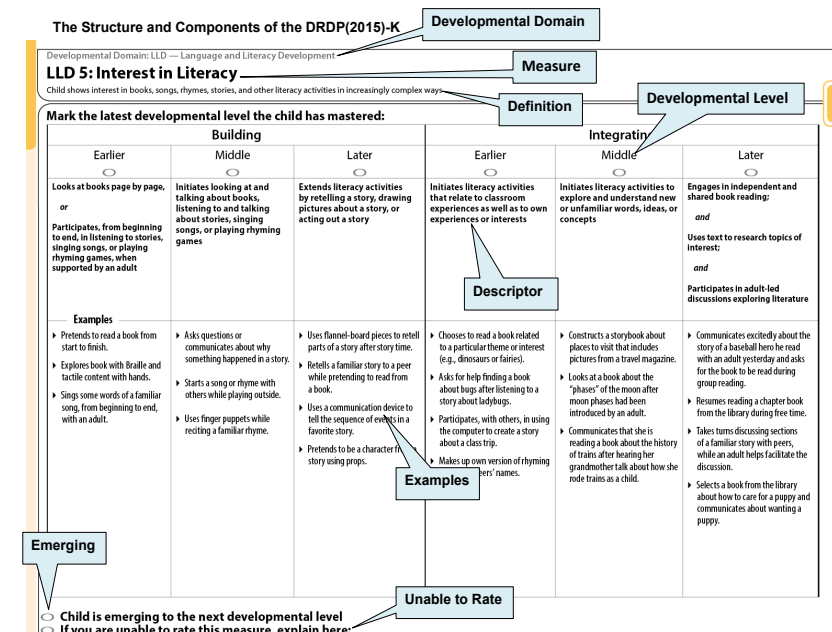 The Structure and Components of the DRDP(2015)-K
Developmental Domain
Developmental Domain: LLD — Language and Literacy Development
LLD 5: Interest in Literacy
Measure
Child shows interest in books, songs, rhymes, stories, and other literacy activities in increasingly complex ways
Definition
Developmental Level
Mark the latest developmental level the child has mastered:
Building
Integrating
Earlier
Middle
Later
Earlier
Middle
Later
Looks at books page by page,
or
Participates, from beginning
to end, in listening to stories,
singing songs, or playing
rhyming games, when
supported by an adult
Initiates looking at and
talking about books,
listening to and talking
about stories, singing
songs, or playing rhyming
games
Extends literacy activities
by retelling a story, drawing
pictures about a story, or
acting out a story
Initiates literacy activities
that relate to classroom
experiences as well as to own
experiences or interests
Initiates literacy activities to
explore and understand new
or unfamiliar words, ideas, or
concepts
Engages in independent and
shared book reading;
and
Uses text to research topics of
interest;
and
Participates in adult-led
discussions exploring literature
Descriptor
Examples
Pretends to read a book from
start to finish.
Explores book with Braille and
tactile content with hands.
Sings some words of a familiar
song, from beginning to end,
with an adult.
Asks questions or
communicates about why
something happened in a story.
Starts a song or rhyme with
others while playing outside.
Uses finger puppets while
reciting a familiar rhyme.
Uses flannel-board pieces to retell
parts of a story after story time.
Retells a familiar story to a peer
while pretending to read from
a book.
Uses a communication device to
tell the sequence of events in a
favorite story.
Pretends to be a character
story using props.
Chooses to read a book related
to a particular theme or interest
(e.g., dinosaurs or fairies).
Asks for help finding a book
about bugs after listening to a
story about ladybugs.
Participates, with others, in using
the computer to create a story
about a class trip.
Makes up own version of rhyming
names.
Constructs a storybook about
places to visit that includes
pictures from a travel magazine.
Looks at a book about the
“phases” of the moon after
moon phases had been
introduced by an adult.
Communicates that she is
reading a book about the history
of trains after hearing her
grandmother talk about how she
rode trains as a child.
Communicates excitedly about the
story of a baseball hero he read
with an adult yesterday and asks
for the book to be read during
group reading.
Resumes reading a chapter book
from the library during free time.
Takes turns discussing sections
of a familiar story with peers,
while an adult helps facilitate the
discussion.
Selects a book from the library
about how to care for a puppy and
communicates about wanting a
puppy.
Examples
Emerging
Unable to Rate
Child is emerging to the next developmental level
If you are unable to rate this measure, explain here: